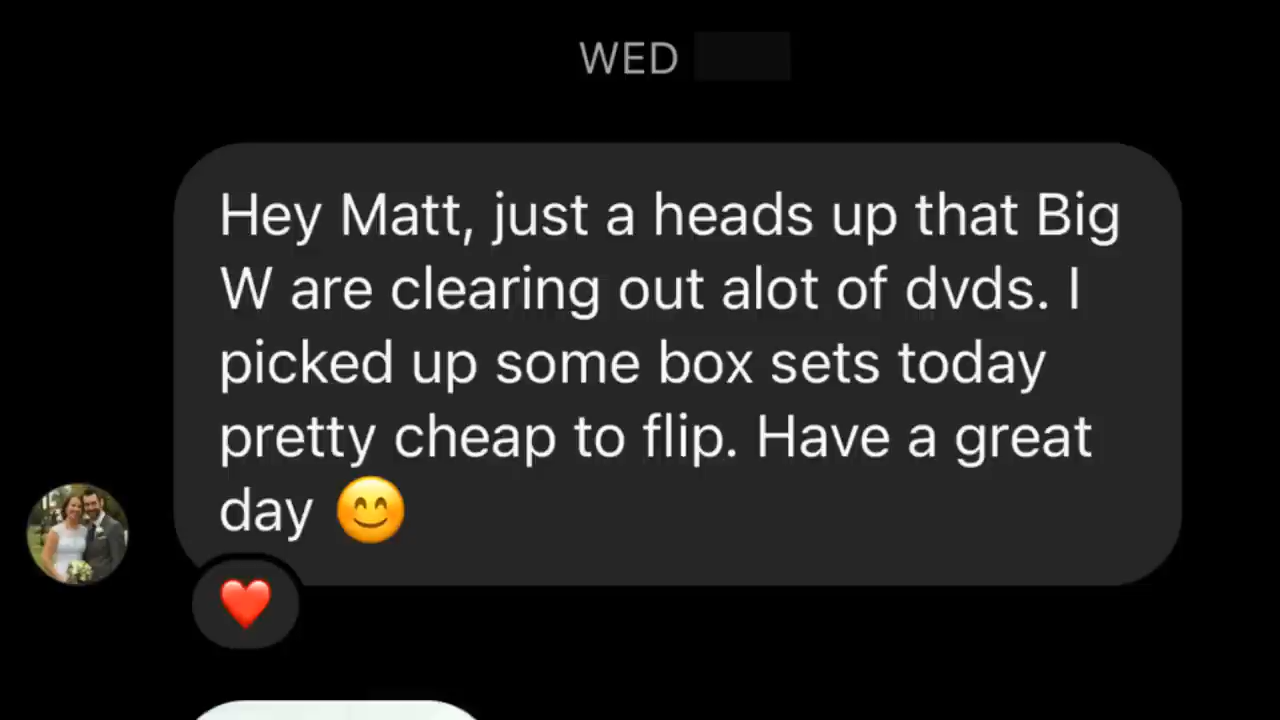 WED
Hey Matt, just a heads up that Big
W are clearing out alot of dvds. I
picked up some box sets today
pretty cheap to flip. Have a great
day 😊
❤️